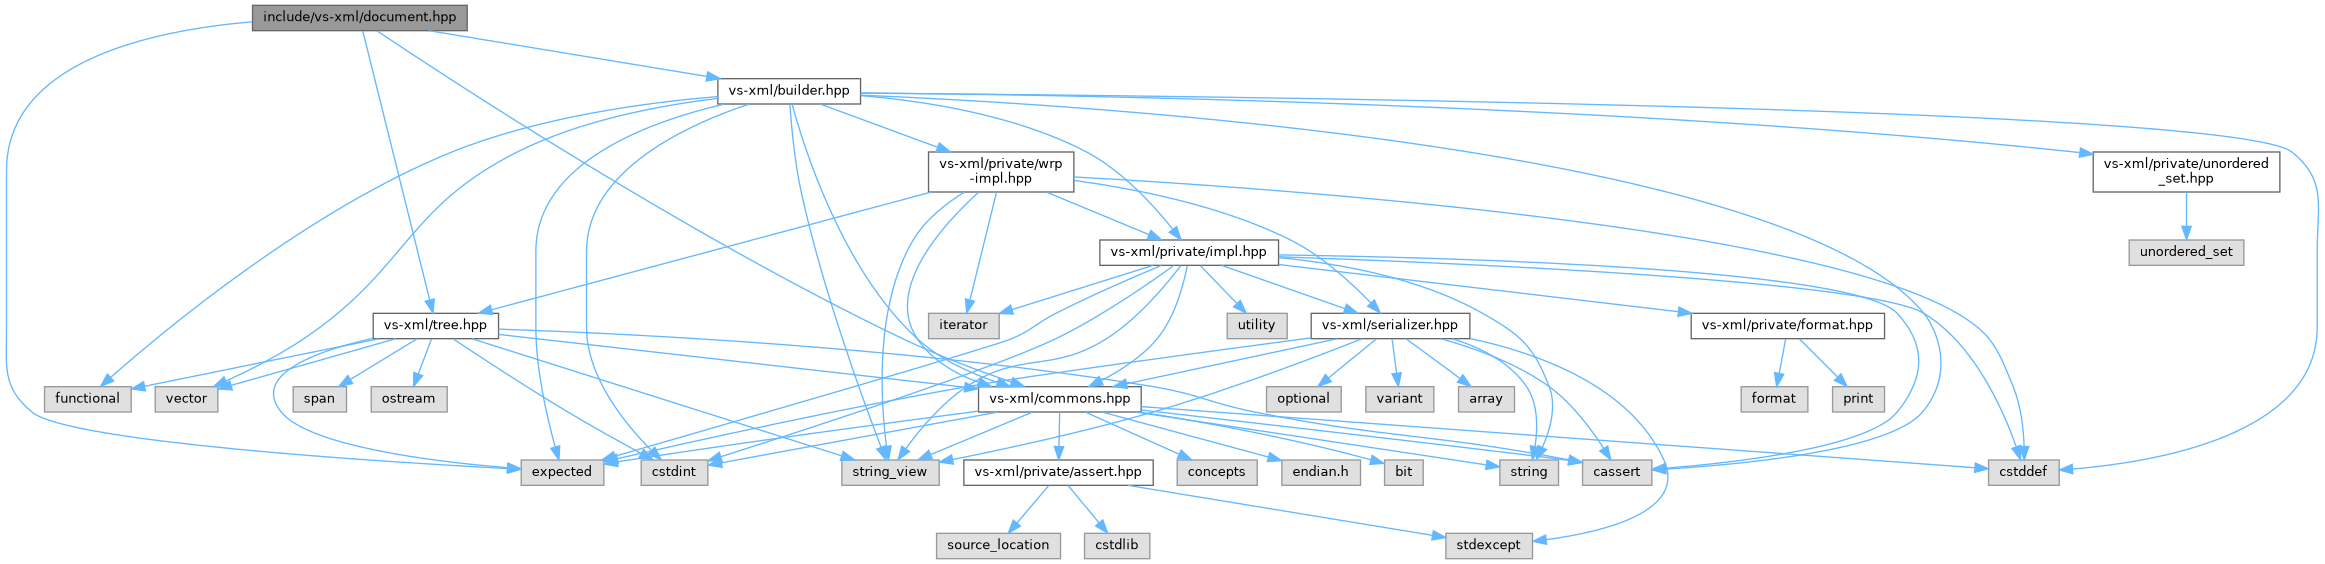 include/vs-xml/document.hpp
vs-xml/builder.hpp
vs-xml/private/wrp
-impl.hpp
vs-xml/private/unordered
_set.hpp
vs-xml/private/impl.hpp
unordered_set
vs-xml/tree.hpp
iterator
utility
vs-xml/serializer.hpp
vs-xml/private/format.hpp
functional
vector
span
ostream
vs-xml/commons.hpp
optional
variant
array
format
print
expected
cstdint
string_view
vs-xml/private/assert.hpp
concepts
endian.h
bit
string
cassert
cstddef
source_location
cstdlib
stdexcept